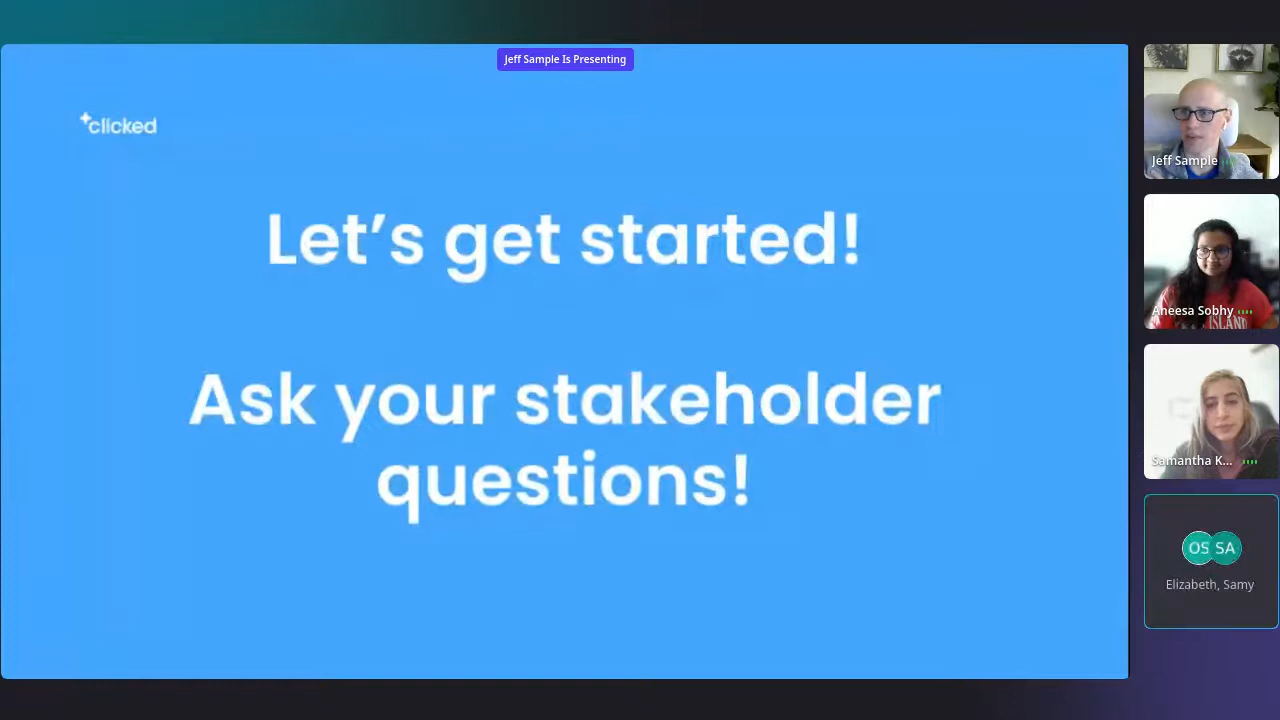 Jeff Sample Is Presenting
clicked
Let's get started!
Ask your stakeholder
questions!
Jeff Sample
Aneesa Sobhy
ISLAND
Samantha K...
OS SA
Elizabeth, Samy